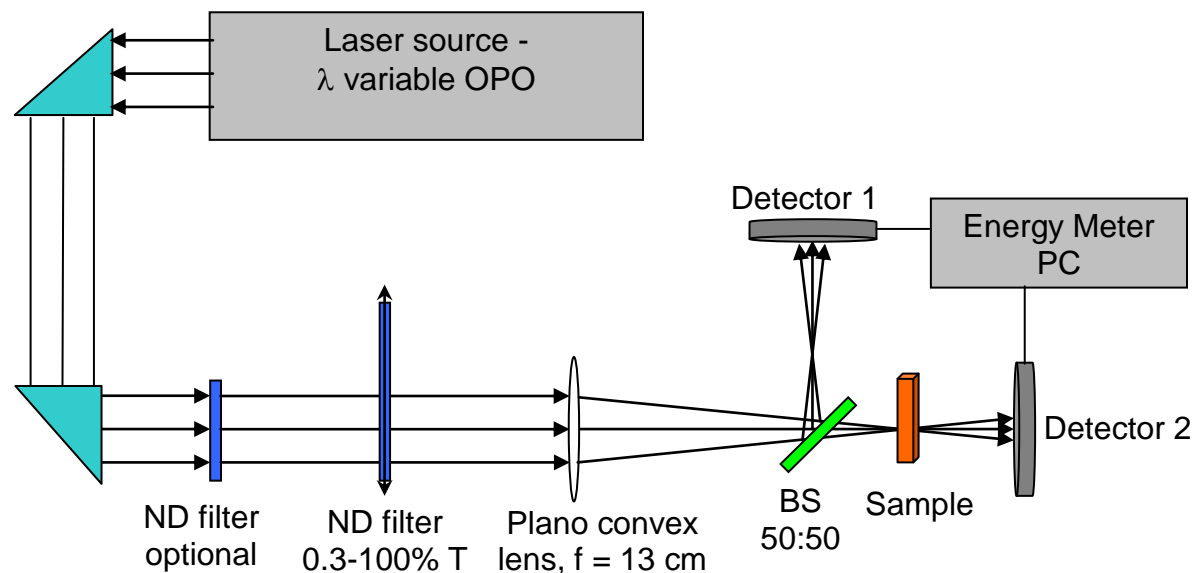 Laser source -
λ variable OPO
Detector 1
Energy Meter
PC
Detector 2
ND filter
optional
ND filter
0.3-100% T
Plano convex
lens, f = 13 cm
BS
50:50
Sample